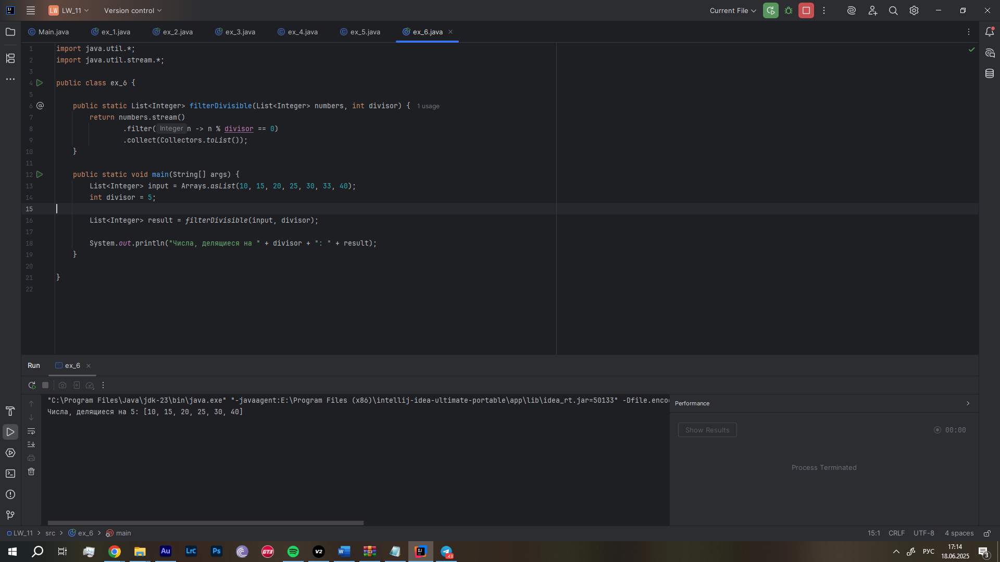 LW LW_11 Version control Current File
Main.java ex_1.java ex_2.java ex_3.java ex_4.java ex_5.java ex_6.java
1 import java.util.*;
2 import java.util.stream.*;
3
4 public class ex_6 {
5
6 public static List<Integer> filterDivisible(List<Integer> numbers, int divisor) { 1 usage
7 return numbers.stream()
8 .filter( Integer n -> n % divisor == 0)
9 .collect(Collectors.toList());
10 }
11
12 public static void main(String[] args) {
13 List<Integer> input = Arrays.asList(10, 15, 20, 25, 30, 33, 40);
14 int divisor = 5;
15
16 List<Integer> result = filterDivisible(input, divisor);
17
18 System.out.println("Числа, делящиеся на " + divisor + ": " + result);
19 }
20
21 }
22
Run ex_6
"C:\Program Files\Java\jdk-23\bin\java.exe" "-javaagent:E:\Program Files (x86)\intellij-idea-ultimate-portable\app\lib\idea_rt.jar=50133" -Dfile.enco
Числа, делящиеся на 5: [10, 15, 20, 25, 30, 40]
Performance
Show Results 00:00
Process Terminated
LW_11 > src > ex_6 > main 15:1 CRLF UTF-8 4 spaces
Au LrC Ps GT3 V2 W IJ 43 РУС 17:14
18.06.2025 3